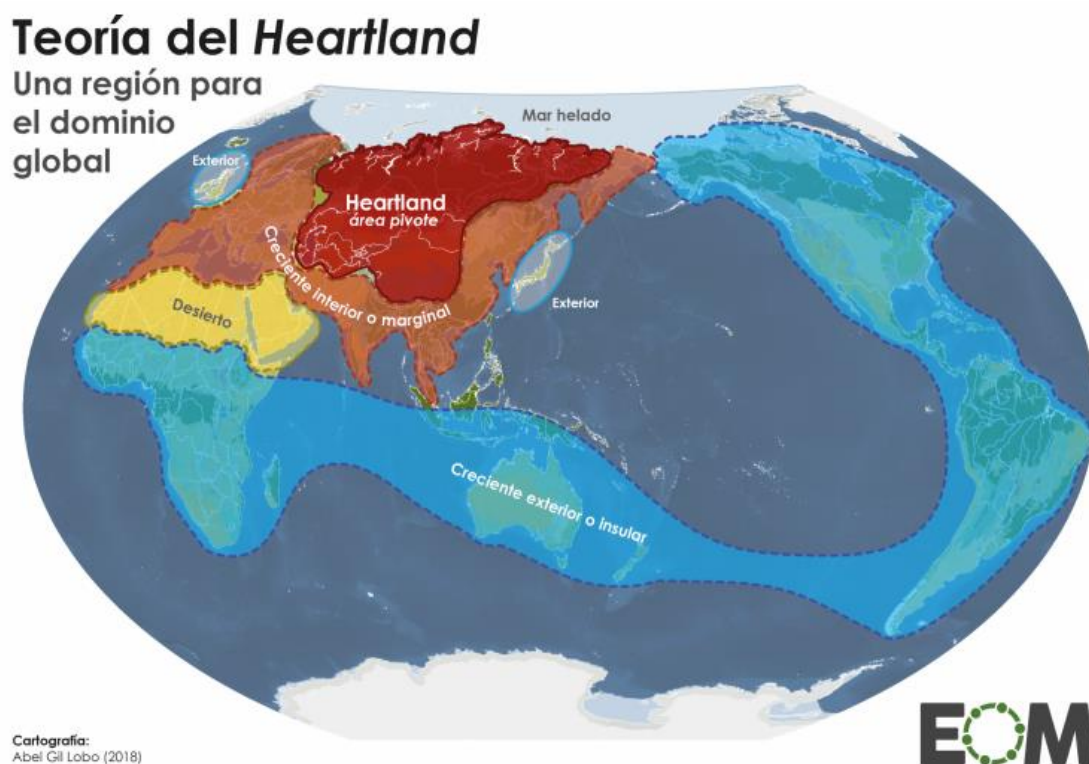 Teoría del Heartland
Una región para
el dominio
global
Mar helado
Exterior
Heartland
área pivote
Creciente interior o marginal
Desierto
Exterior
Creciente exterior o insular
Cartografía:
Abel Gil Lobo (2018)
EOM